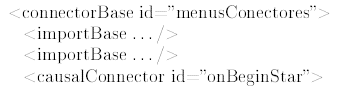 <connectorBase id="menusConectores">
<importBase .../>
<importBase .../>
<causalConnector id="onBeginStar">